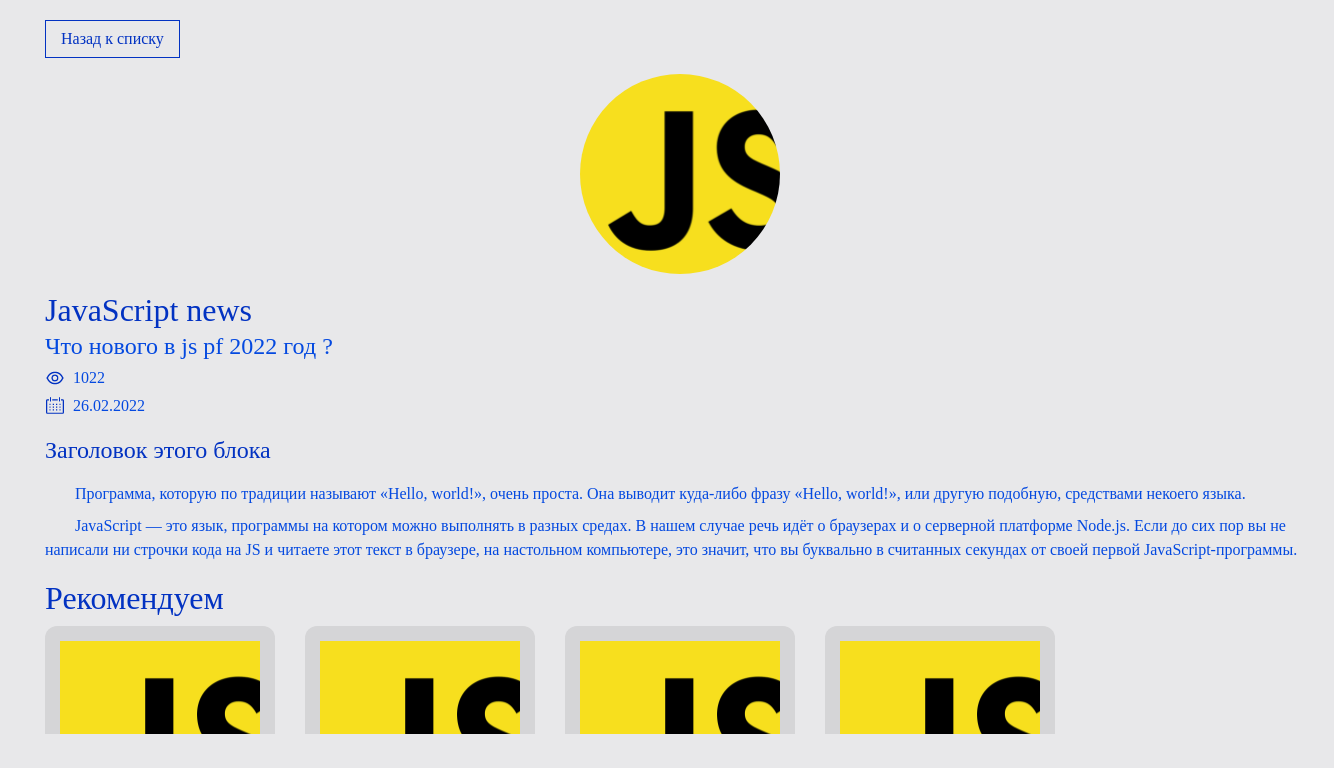 Назад к списку
JS
JavaScript news
Что нового в js pf 2022 год ?
1022
26.02.2022
Заголовок этого блока
Программа, которую по традиции называют «Hello, world!», очень проста. Она выводит куда-либо фразу «Hello, world!», или другую подобную, средствами некоего языка.
JavaScript — это язык, программы на котором можно выполнять в разных средах. В нашем случае речь идёт о браузерах и о серверной платформе Node.js. Если до сих пор вы не
написали ни строчки кода на JS и читаете этот текст в браузере, на настольном компьютере, это значит, что вы буквально в считанных секундах от своей первой JavaScript-программы.
Рекомендуем
JS JS JS JS